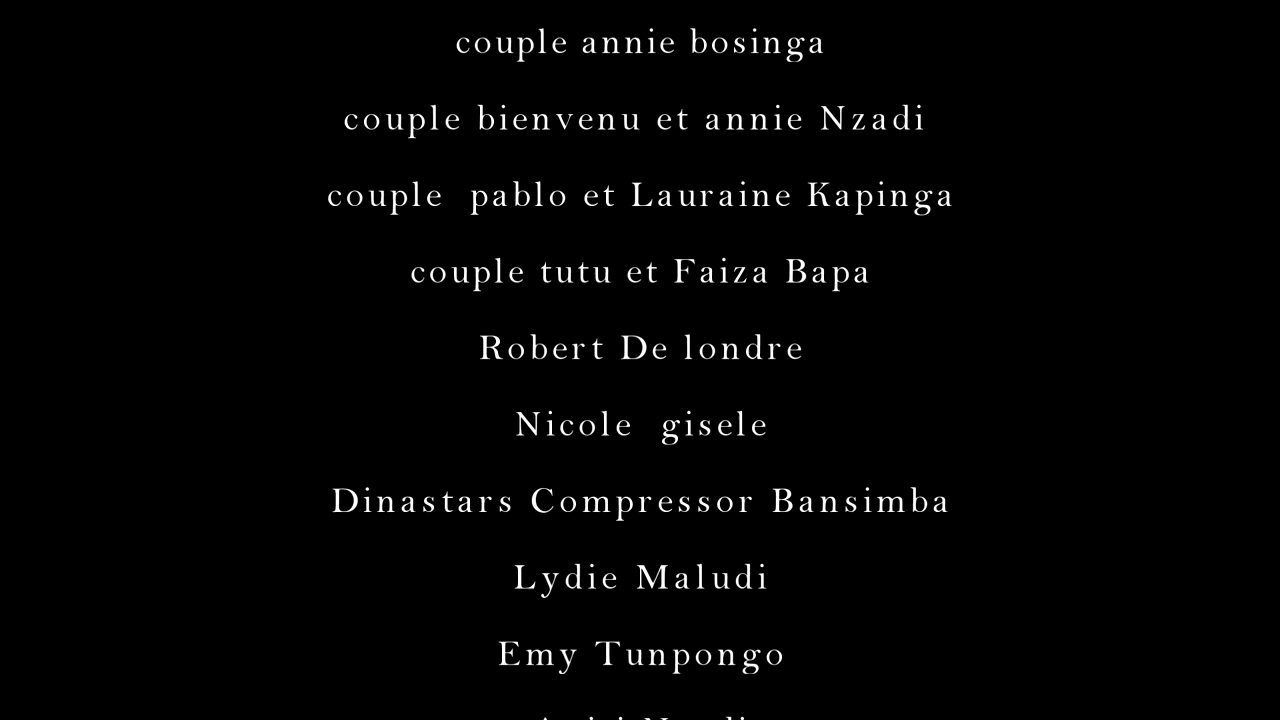 couple annie bosinga
couple bienvenu et annie Nzadi
couple pablo et Lauraine Kapinga
couple tutu et Faiza Bapa
Robert De londre
Nicole gisele
Dinastars Compressor Bansimba
Lydie Maludi
Emy Tunpongo